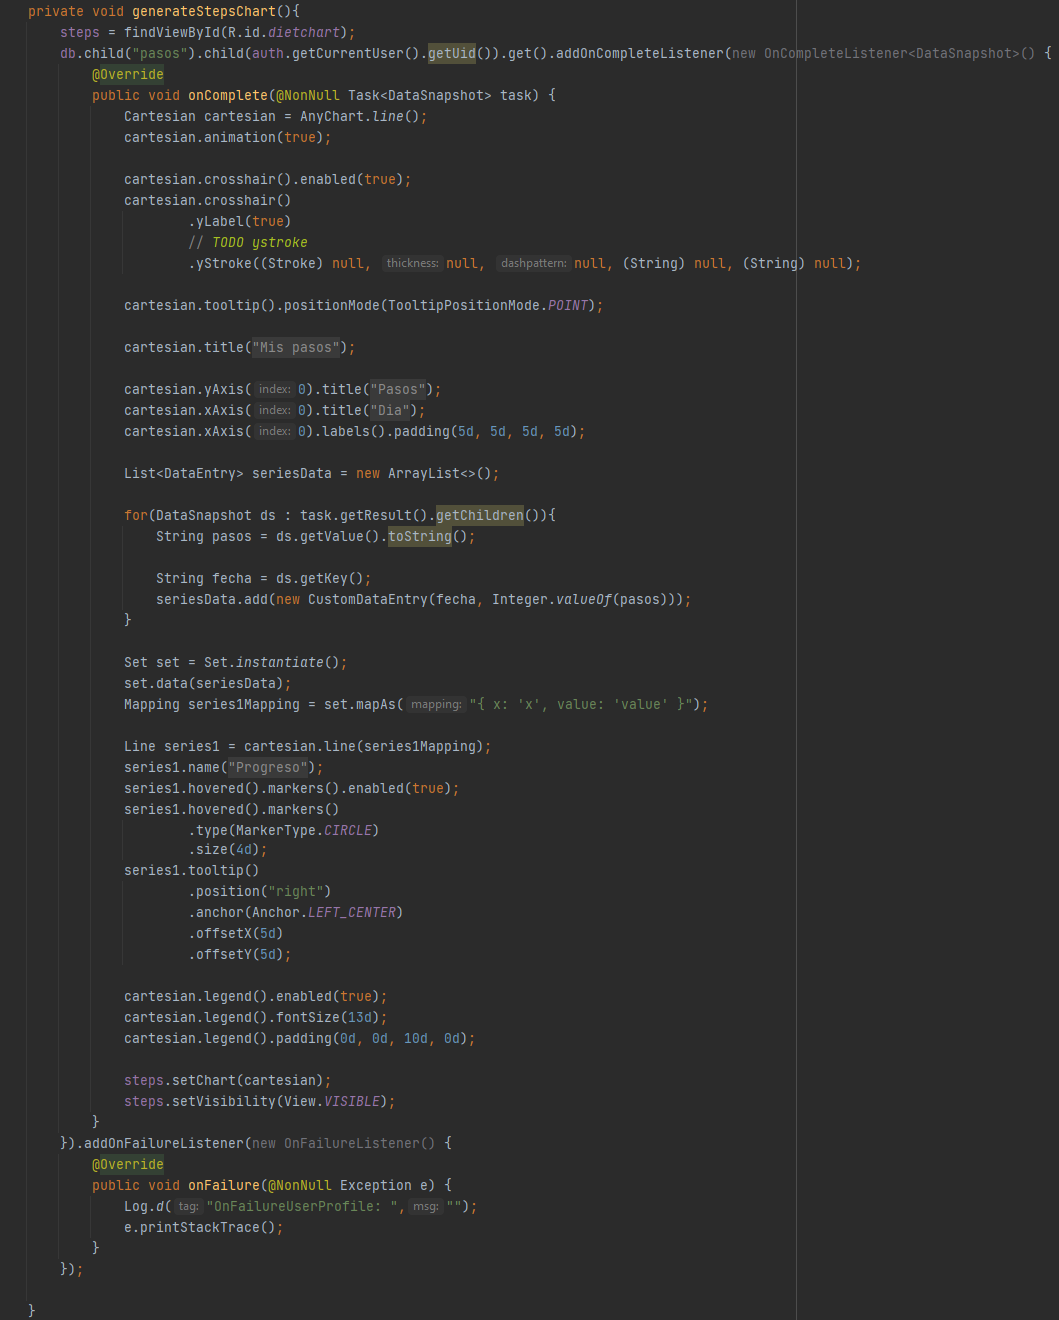 private void generateStepsChart(){
steps = findViewById(R.id.dietchart);
db.child("pasos").child(auth.getCurrentUser().getUid()).get().addOnCompleteListener(new OnCompleteListener<DataSnapshot>() {
@Override
public void onComplete(@NonNull Task<DataSnapshot> task) {
Cartesian cartesian = AnyChart.line();
cartesian.animation(true);
cartesian.crosshair().enabled(true);
cartesian.crosshair()
.yLabel(true)
// TODO ystroke
.yStroke((Stroke) null, thickness: null, dashpattern: null, (String) null, (String) null);
cartesian.tooltip().positionMode(TooltipPositionMode.POINT);
cartesian.title("Mis pasos");
cartesian.yAxis( index: 0).title("Pasos");
cartesian.xAxis( index: 0).title("Dia");
cartesian.xAxis( index: 0).labels().padding(5d, 5d, 5d, 5d);
List<DataEntry> seriesData = new ArrayList<>();
for(DataSnapshot ds : task.getResult().getChildren()){
String pasos = ds.getValue().toString();
String fecha = ds.getKey();
seriesData.add(new CustomDataEntry(fecha, Integer.valueOf(pasos)));
}
Set set = Set.instantiate();
set.data(seriesData);
Mapping series1Mapping = set.mapAs( mapping: "{ x: 'x', value: 'value' }");
Line series1 = cartesian.line(series1Mapping);
series1.name("Progreso");
series1.hovered().markers().enabled(true);
series1.hovered().markers()
.type(MarkerType.CIRCLE)
.size(4d);
series1.tooltip()
.position("right")
.anchor(Anchor.LEFT_CENTER)
.offsetX(5d)
.offsetY(5d);
cartesian.legend().enabled(true);
cartesian.legend().fontSize(13d);
cartesian.legend().padding(0d, 0d, 10d, 0d);
steps.setChart(cartesian);
steps.setVisibility(View.VISIBLE);
}
}).addOnFailureListener(new OnFailureListener() {
@Override
public void onFailure(@NonNull Exception e) {
Log.d( tag: "OnFailureUserProfile: ", msg: "");
e.printStackTrace();
}
});
}